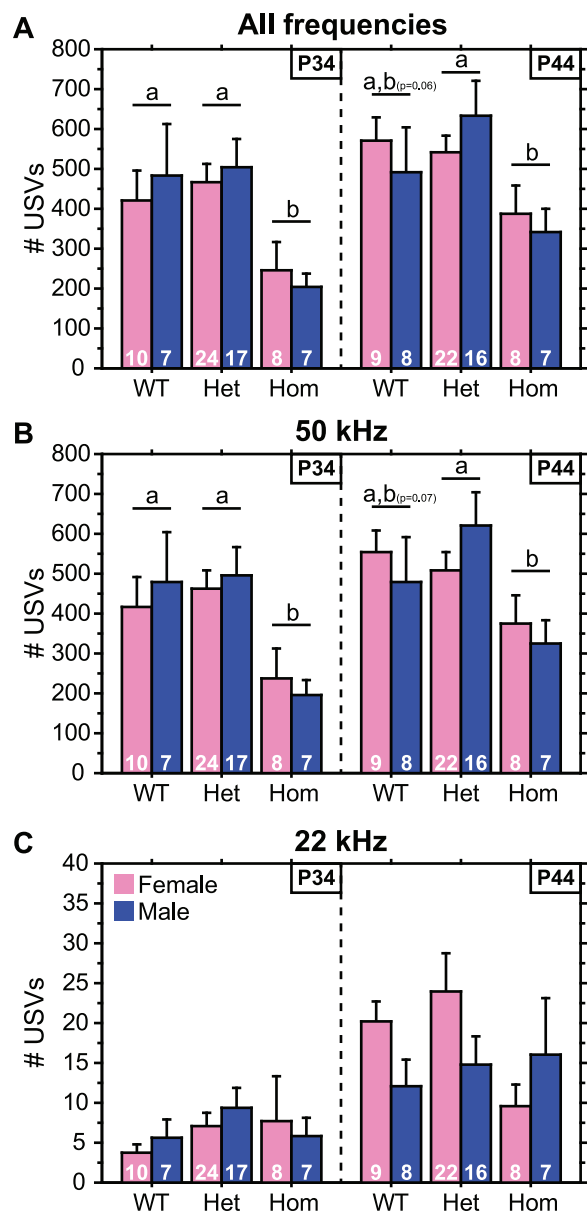 A All frequencies
800
700
600
500
400
300
200
100
0
# USVs
P34
P44
a
a
b
a,b(p=0.06)
a
b
10 7 24 17 8 7 9 8 22 16 8 7
WT Het Hom WT Het Hom
B 50 kHz
800
700
600
500
400
300
200
100
0
# USVs
P34
P44
a
a
b
a,b(p=0.07)
a
b
10 7 24 17 8 7 9 8 22 16 8 7
WT Het Hom WT Het Hom
C 22 kHz
40
35
30
25
20
15
10
5
0
# USVs
P34
P44
Female
Male
10 7 24 17 8 7 9 8 22 16 8 7
WT Het Hom WT Het Hom